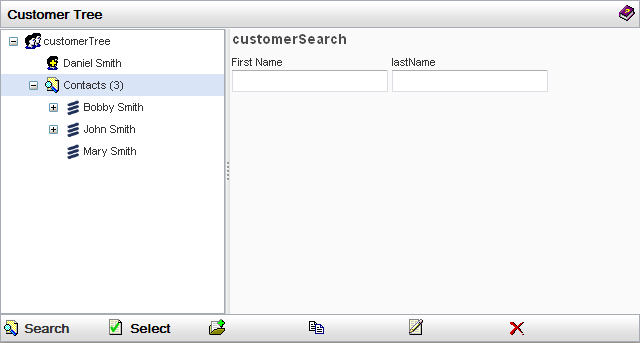 Customer Tree
customerTree
Daniel Smith
Contacts (3)
Bobby Smith
John Smith
Mary Smith
customerSearch
First Name lastName
Search Select